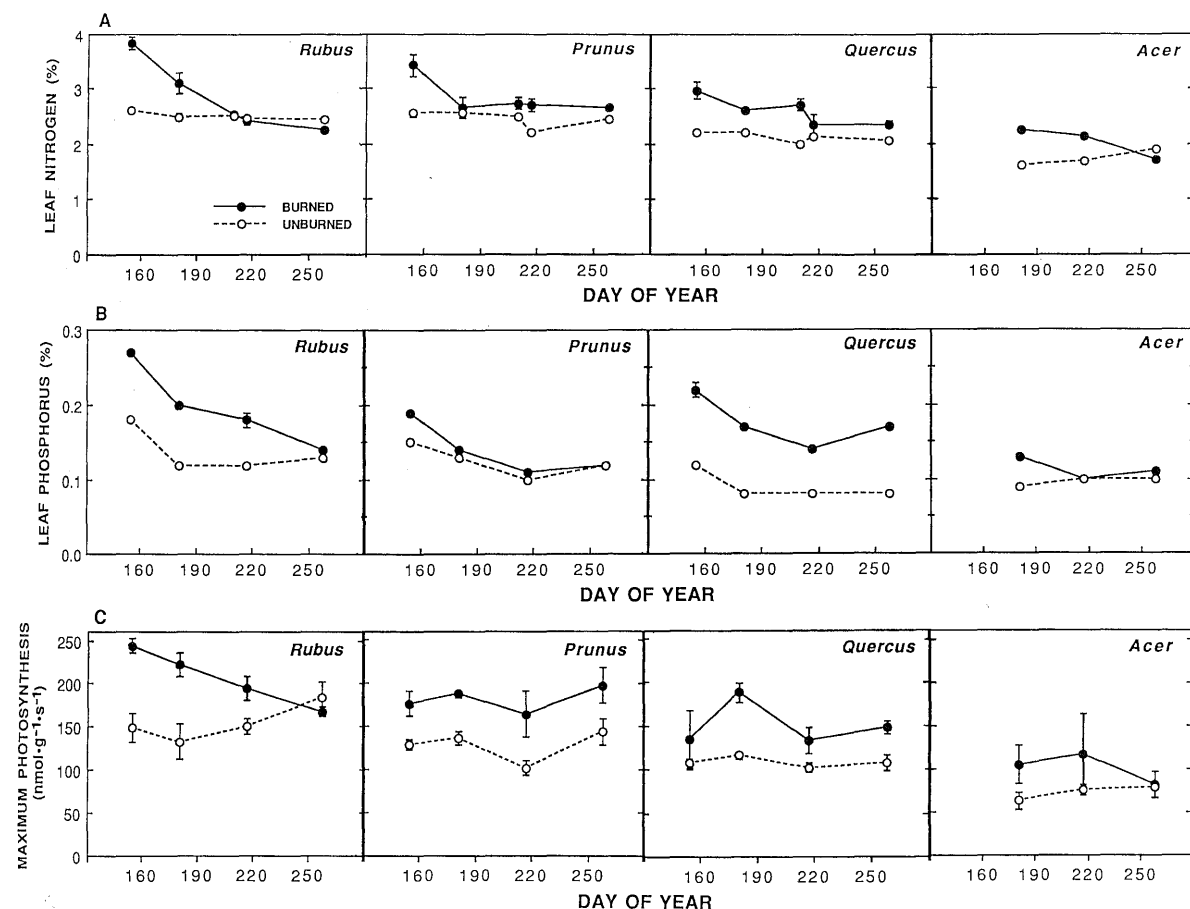 A
Rubus Prunus Quercus Acer
LEAF NITROGEN (%)
4
3
2
1
0
BURNED
UNBURNED
160 190 220 250 160 190 220 250 160 190 220 250 160 190 220 250
DAY OF YEAR
B
Rubus Prunus Quercus Acer
LEAF PHOSPHORUS (%)
0.3
0.2
0.1
0.0
160 190 220 250 160 190 220 250 160 190 220 250 160 190 220 250
DAY OF YEAR
C
Rubus Prunus Quercus Acer
MAXIMUM PHOTOSYNTHESIS
(nmol•g⁻¹•s⁻¹)
250
200
150
100
50
0
160 190 220 250 160 190 220 250 160 190 220 250 160 190 220 250
DAY OF YEAR